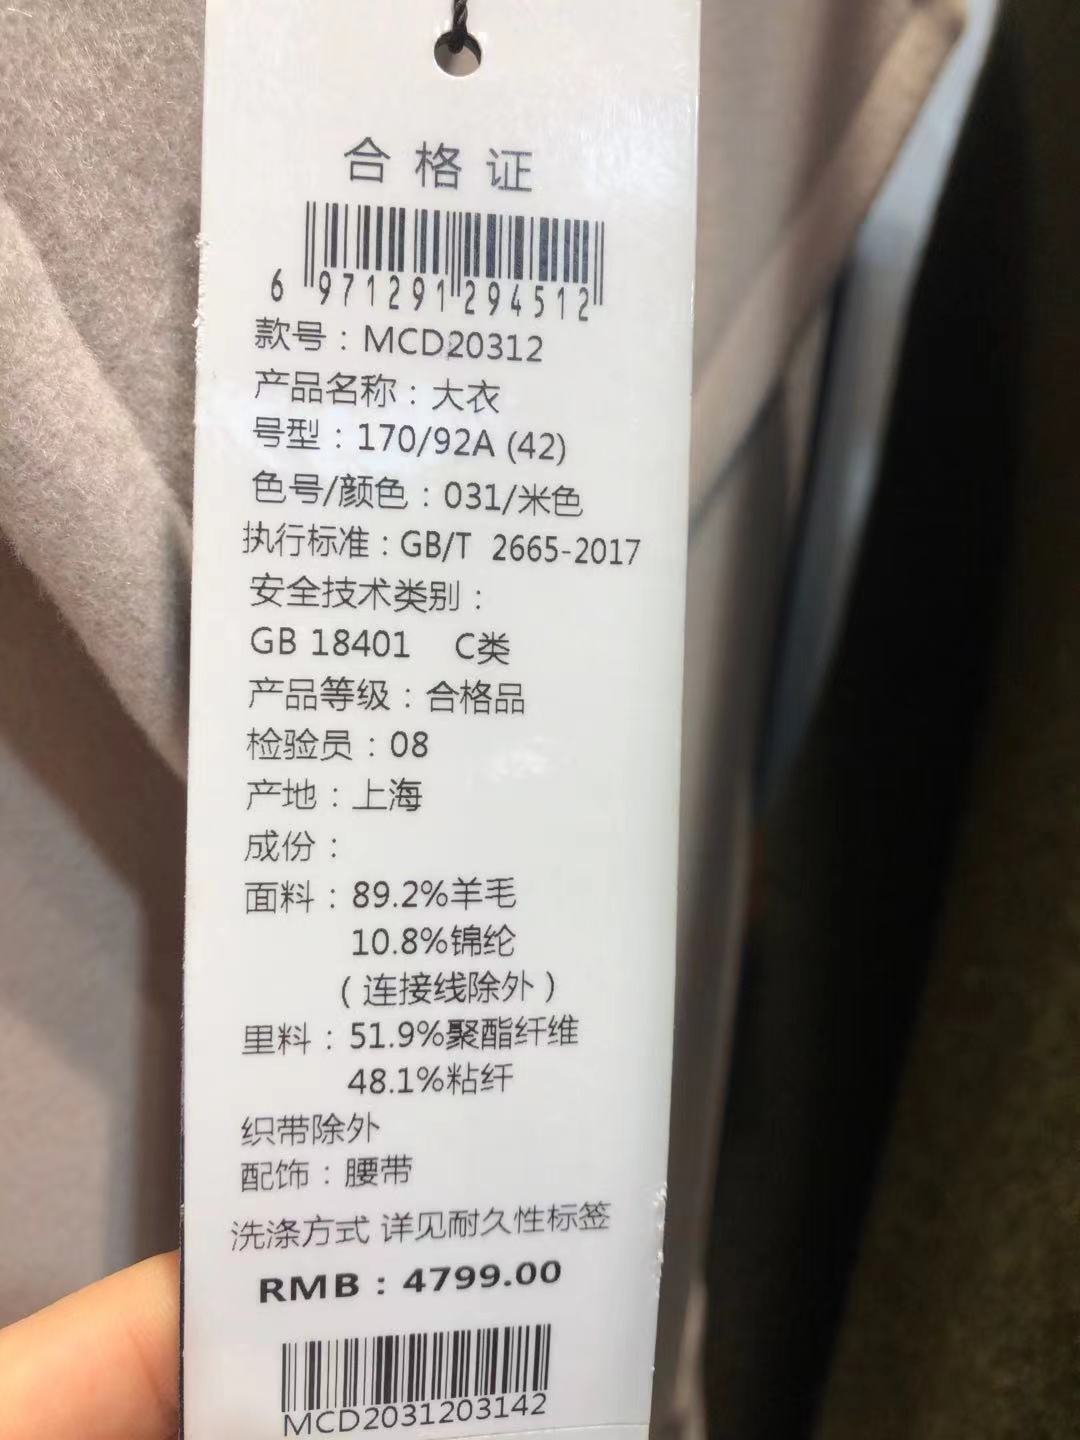 合格证
6 971291 294512
款号：MCD20312
产品名称：大衣
号型：170/92A (42)
色号/颜色：031/米色
执行标准：GB/T 2665-2017
安全技术类别：
GB 18401 C类
产品等级：合格品
检验员：08
产地：上海
成份：
面料：89.2%羊毛
10.8%锦纶
（连接线除外）
里料：51.9%聚酯纤维
48.1%粘纤
织带除外
配饰：腰带
洗涤方式 详见耐久性标签
RMB：4799.00
MCD2031203142